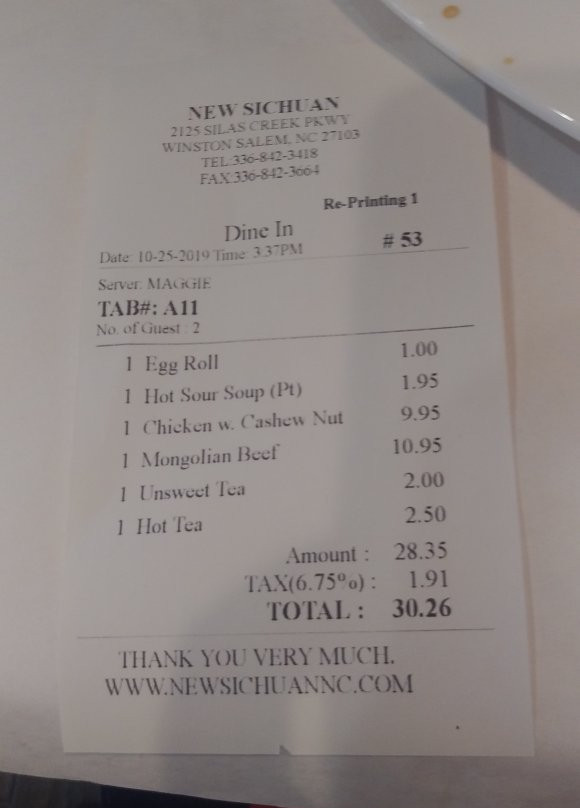 NEW SICHUAN
2125 SILAS CREEK PKWY
WINSTON SALEM, NC 27103
TEL:336-842-3418
FAX:336-842-3664
Re-Printing 1
Dine In
# 53
Date: 10-25-2019 Time: 3:37PM
Server: MAGGIE
TAB#: A11
No. of Guest : 2
1 Egg Roll 1.00
1 Hot Sour Soup (Pt) 1.95
1 Chicken w. Cashew Nut 9.95
1 Mongolian Beef 10.95
1 Unsweet Tea 2.00
1 Hot Tea 2.50
Amount : 28.35
TAX(6.75%) : 1.91
TOTAL : 30.26
THANK YOU VERY MUCH.
WWW.NEWSICHUANNC.COM